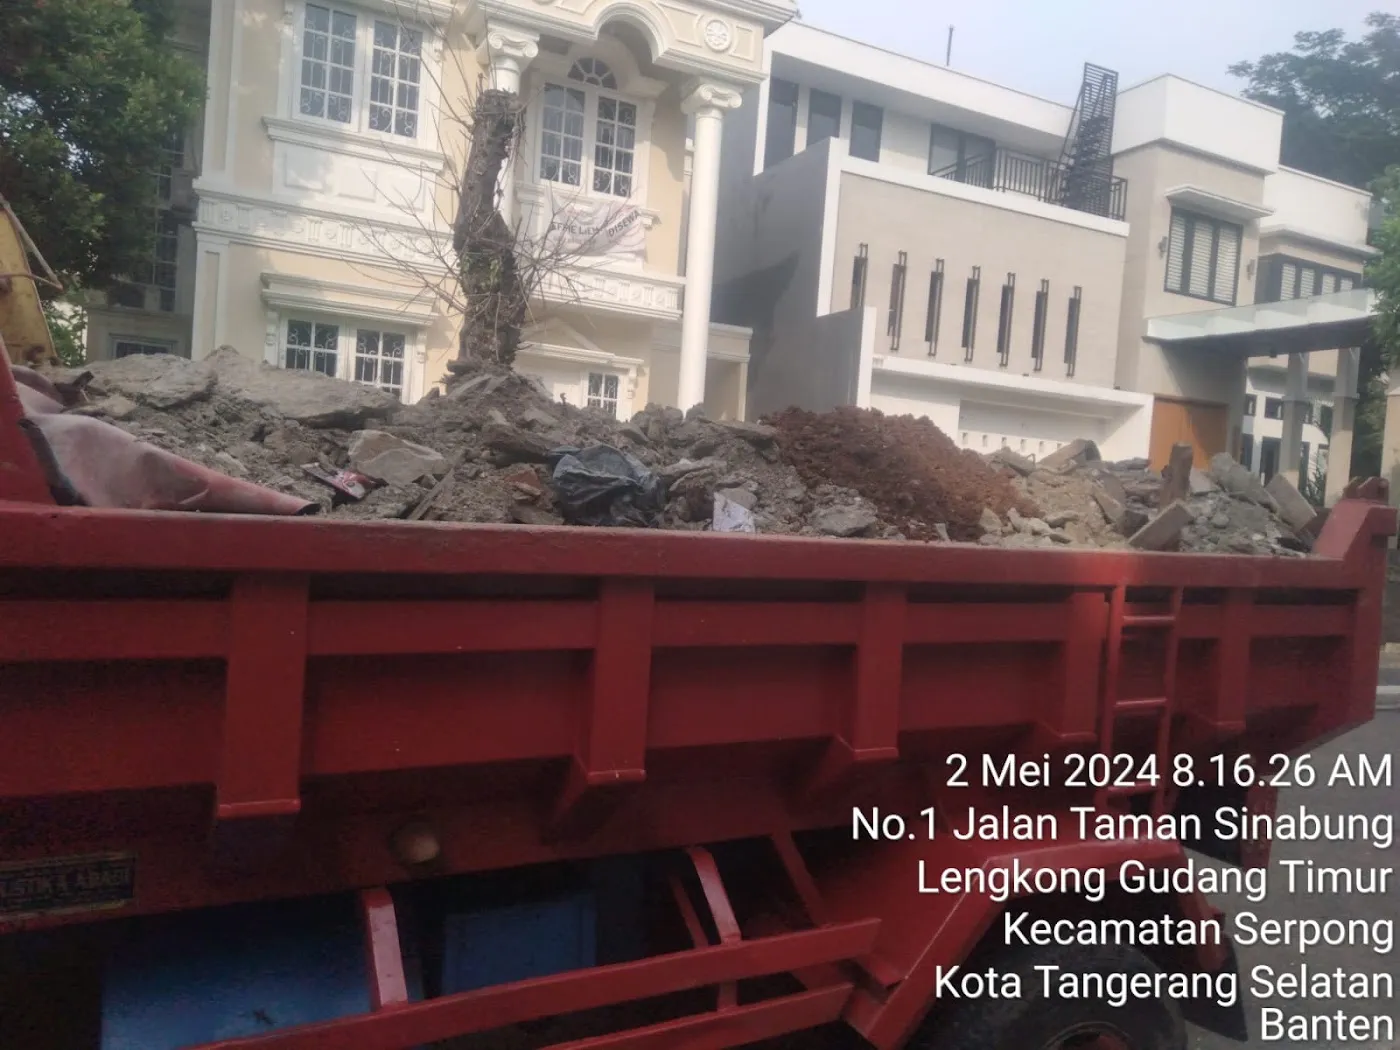 DISEWA
2 Mei 2024 8.16.26 AM
No.1 Jalan Taman Sinabung
Lengkong Gudang Timur
Kecamatan Serpong
Kota Tangerang Selatan
Banten